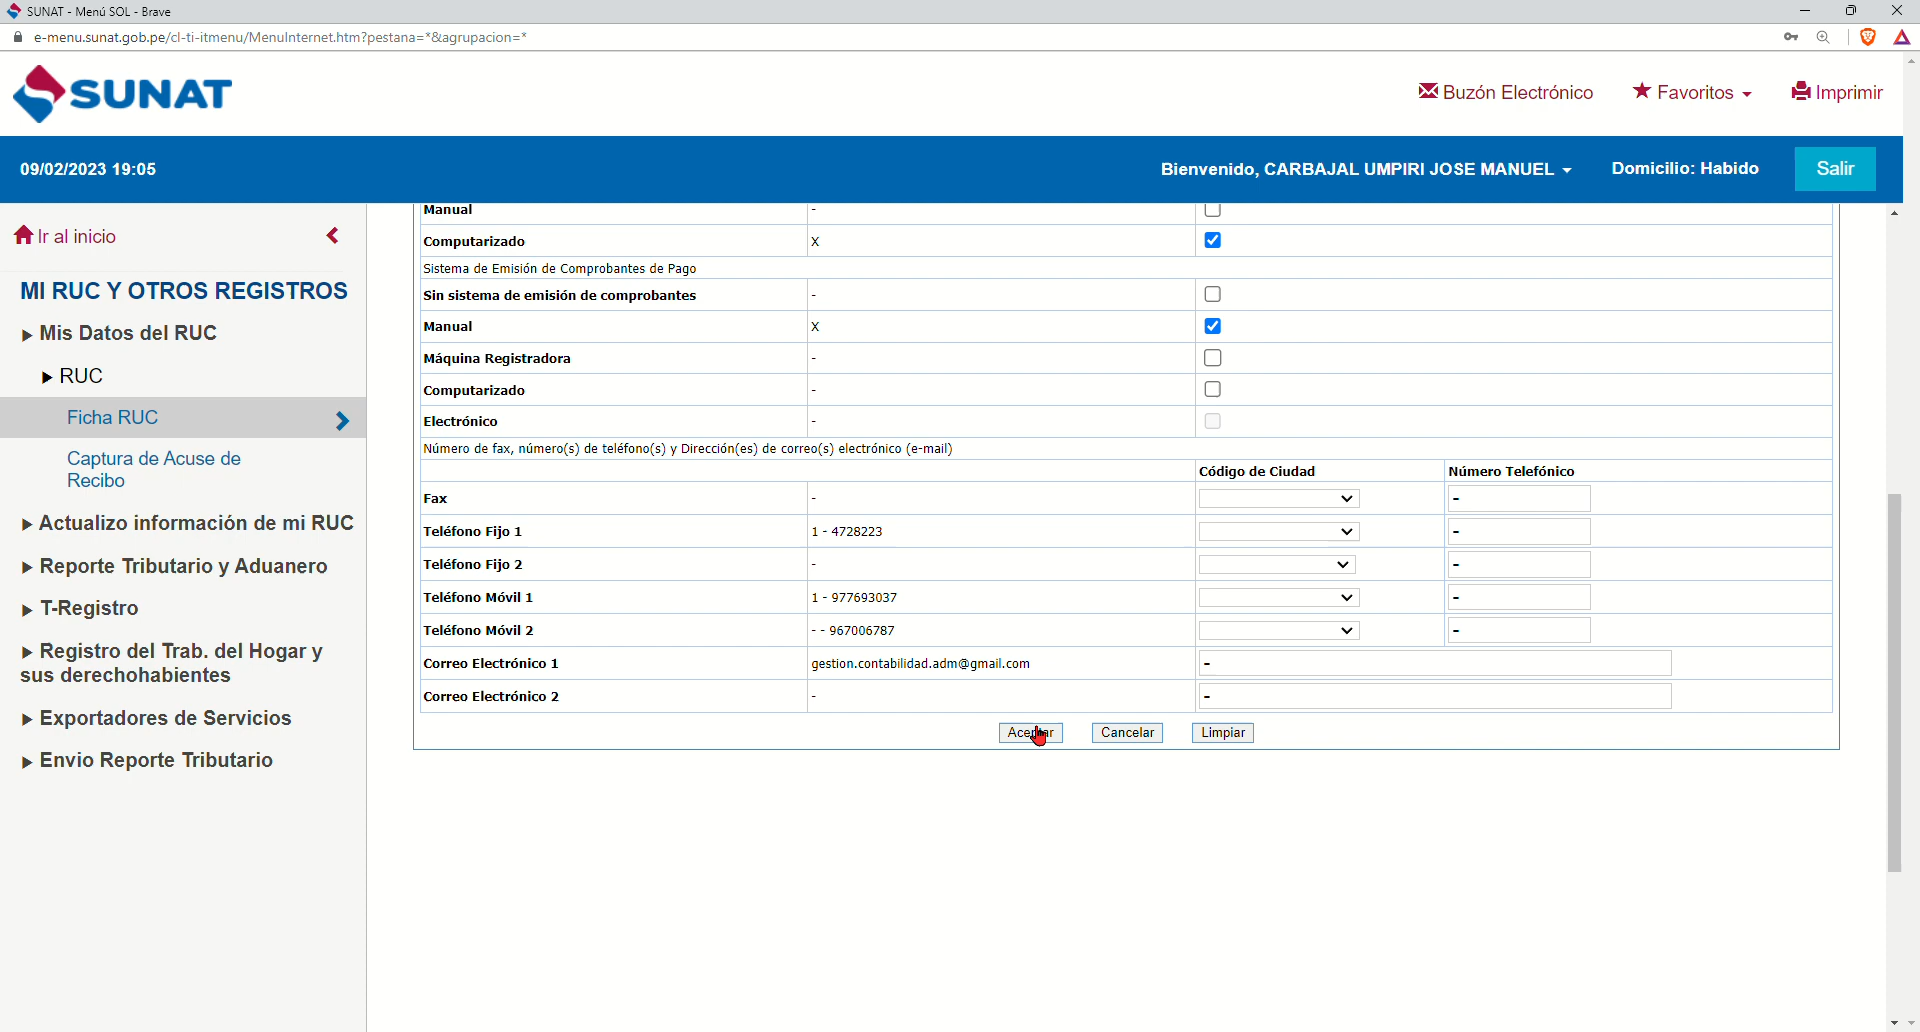 SUNAT - Menú SOL - Brave
e-menu.sunat.gob.pe/cl-ti-itmenu/MenuInternet.htm?pestana=*&agrupacion=*
SUNAT
Buzón Electrónico
Favoritos
Imprimir
09/02/2023 19:05
Bienvenido, CARBAJAL UMPIRI JOSE MANUEL
Domicilio: Habido
Salir
Ir al inicio
MI RUC Y OTROS REGISTROS
Mis Datos del RUC
RUC
Ficha RUC
Captura de Acuse de
Recibo
Actualizo información de mi RUC
Reporte Tributario y Aduanero
T-Registro
Registro del Trab. del Hogar y
sus derechohabientes
Exportadores de Servicios
Envio Reporte Tributario
Manual -
Computarizado X
Sistema de Emisión de Comprobantes de Pago
Sin sistema de emisión de comprobantes -
Manual X
Máquina Registradora -
Computarizado -
Electrónico -
Número de fax, número(s) de teléfono(s) y Dirección(es) de correo(s) electrónico (e-mail)
Código de Ciudad Número Telefónico
Fax - -
Teléfono Fijo 1 1 - 4728223 -
Teléfono Fijo 2 - -
Teléfono Móvil 1 1 - 977693037 -
Teléfono Móvil 2 - - 967006787 -
Correo Electrónico 1 gestion.contabilidad.adm@gmail.com -
Correo Electrónico 2 - -
Aceptar Cancelar Limpiar